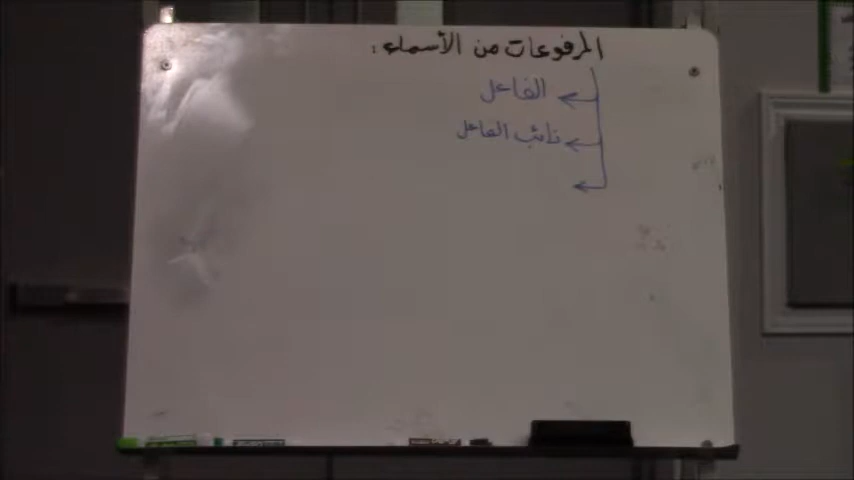 المرفوعات من الأسماء :
الفاعل
نائب الفاعل